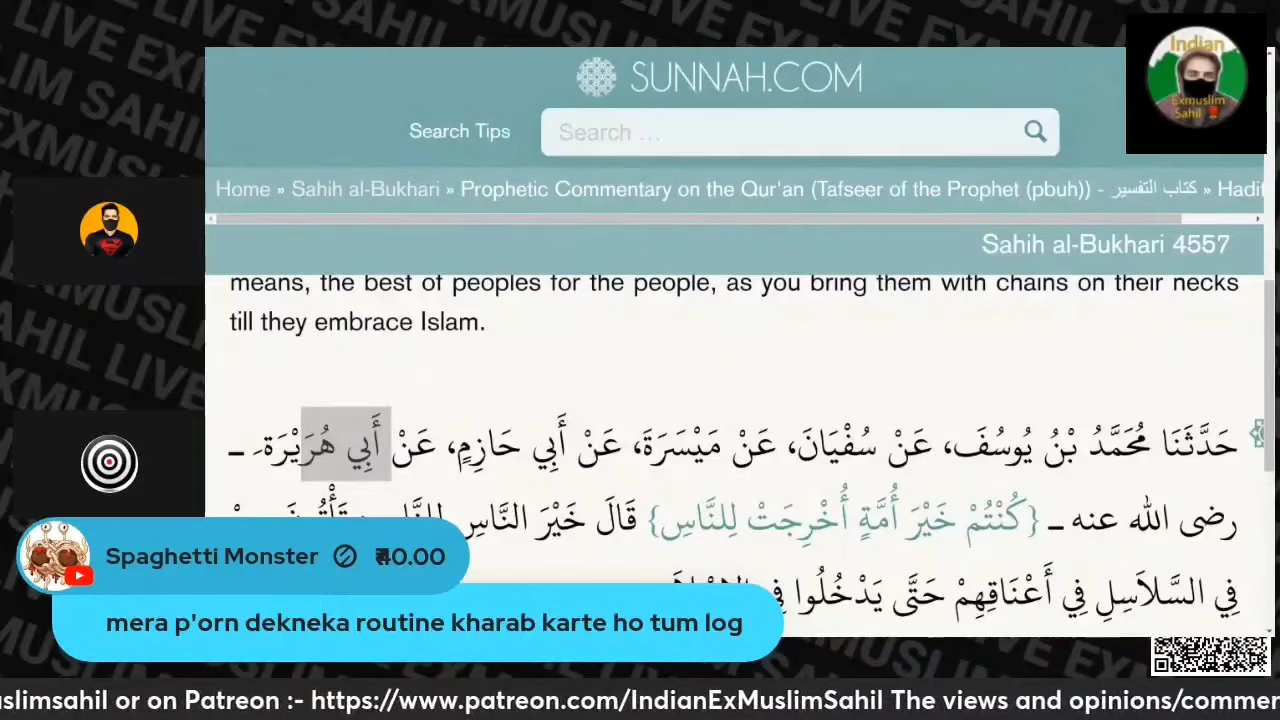 Indian
Exmuslim
Sahil
SUNNAH.COM
Search Tips
Search ...
Home » Sahih al-Bukhari » Prophetic Commentary on the Qur'an (Tafseer of the Prophet (pbuh)) - كتاب التفسير » Hadit
Sahih al-Bukhari 4557
means, the best of peoples for the people, as you bring them with chains on their necks
till they embrace Islam.
حَدَّثَنَا مُحَمَّدُ بْنُ يُوسُفَ، عَنْ سُفْيَانَ، عَنْ مَيْسَرَةَ، عَنْ أَبِي حَازِمٍ، عَنْ أَبِي هُرَيْرَةَ ـ
رضى الله عنه ـ ‏{‏كُنْتُمْ خَيْرَ أُمَّةٍ أُخْرِجَتْ لِلنَّاسِ‏}‏ قَالَ خَيْرَ النَّاسِ
فِي السَّلاَسِلِ فِي أَعْنَاقِهِمْ حَتَّى يَدْخُلُوا
Spaghetti Monster 40.00
mera p'orn dekneka routine kharab karte ho tum log
uslimsahil or on Patreon :- https://www.patreon.com/IndianExMuslimSahil The views and opinions/commen